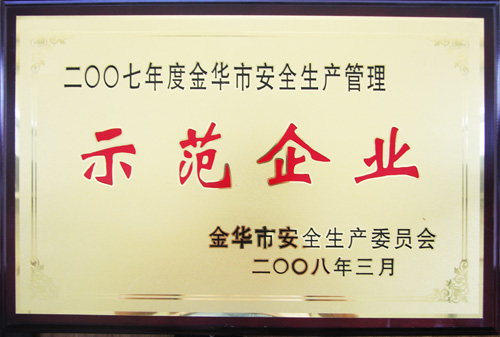 二〇〇七年度金华市安全生产管理
示范企业
金华市安全生产委员会
二〇〇八年三月